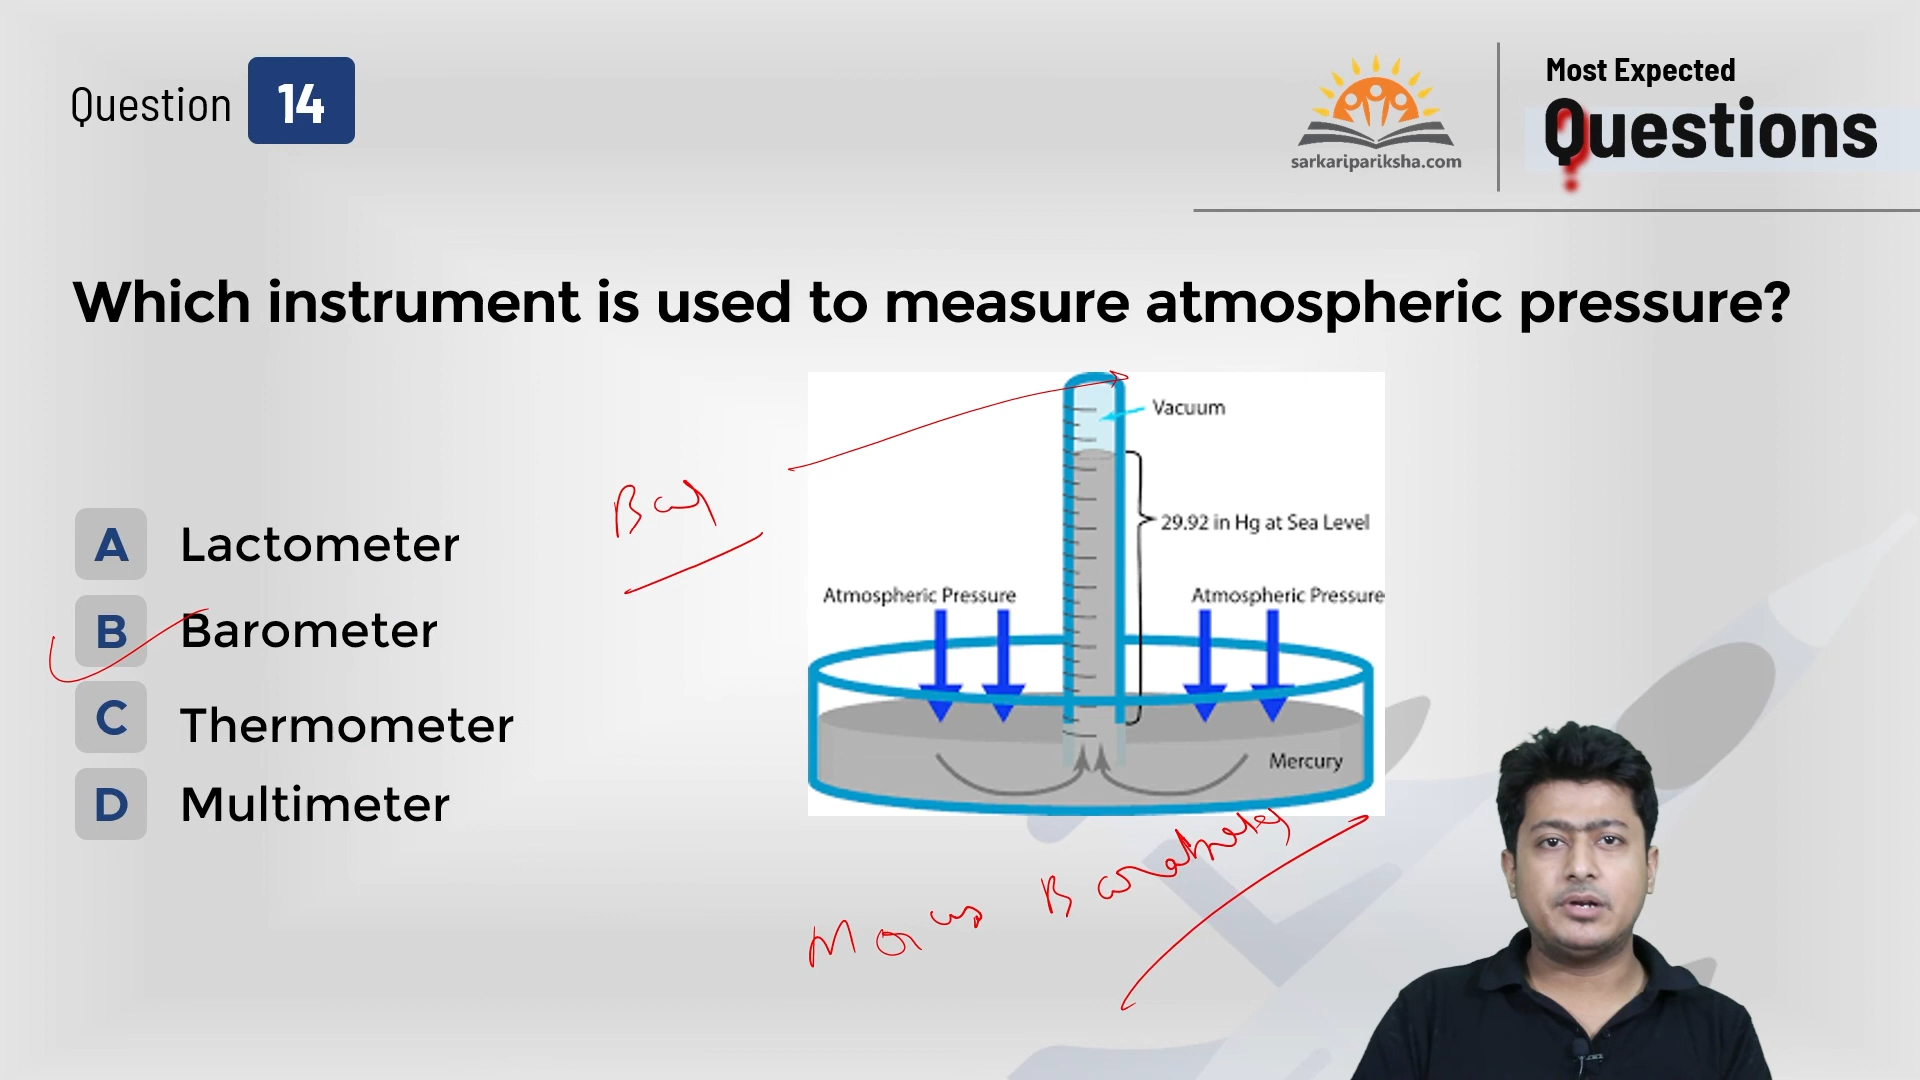 Question 14
sarkaripariksha.com
Most Expected
Questions
Which instrument is used to measure atmospheric pressure?
Vacuum
29.92 in Hg at Sea Level
Atmospheric Pressure
Atmospheric Pressure
Mercury
A Lactometer
B Barometer
C Thermometer
D Multimeter